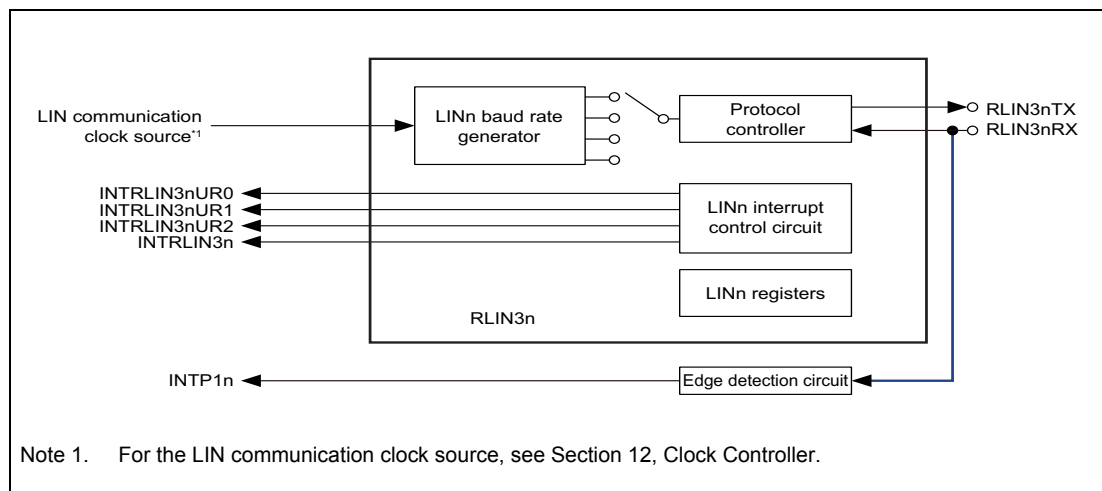 LIN communication
clock source*1
LINn baud rate
generator
Protocol
controller
RLIN3nTX
RLIN3nRX
INTRLIN3nUR0
INTRLIN3nUR1
INTRLIN3nUR2
INTRLIN3n
LINn interrupt
control circuit
LINn registers
RLIN3n
INTP1n
Edge detection circuit
Note 1. For the LIN communication clock source, see Section 12, Clock Controller.